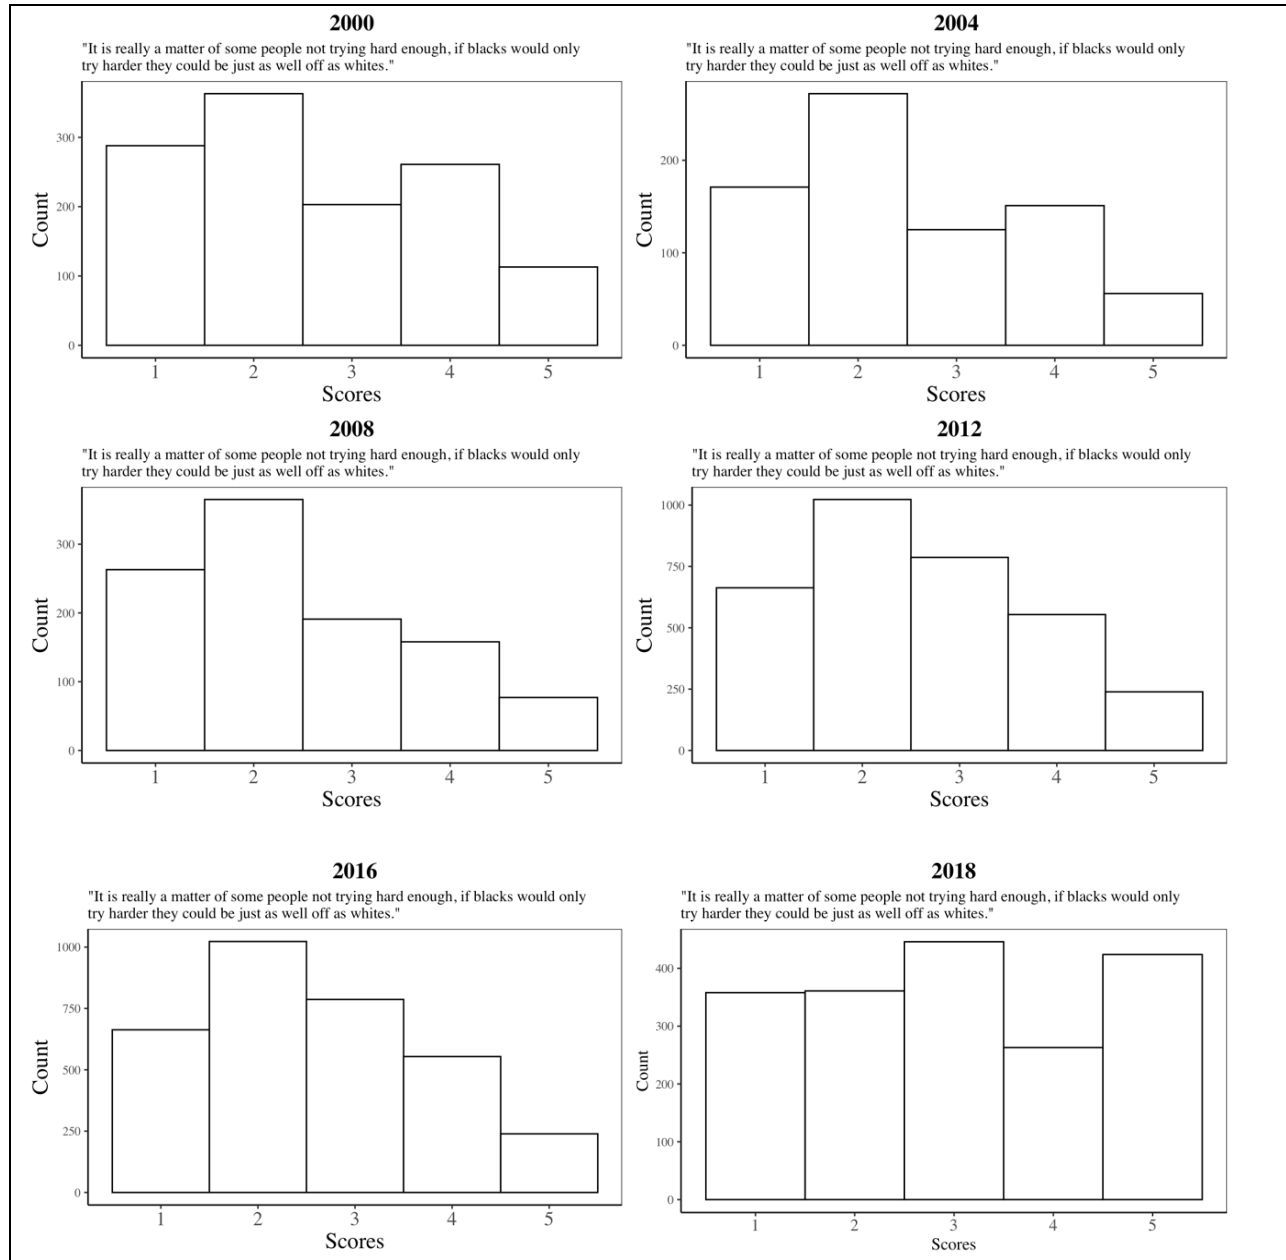 2000
"It is really a matter of some people not trying hard enough, if blacks would only
try harder they could be just as well off as whites."
300
200
100
0
Count
1 2 3 4 5
Scores
2004
"It is really a matter of some people not trying hard enough, if blacks would only
try harder they could be just as well off as whites."
200
100
0
Count
1 2 3 4 5
Scores
2008
"It is really a matter of some people not trying hard enough, if blacks would only
try harder they could be just as well off as whites."
300
200
100
0
Count
1 2 3 4 5
Scores
2012
"It is really a matter of some people not trying hard enough, if blacks would only
try harder they could be just as well off as whites."
1000
750
500
250
0
Count
1 2 3 4 5
Scores
2016
"It is really a matter of some people not trying hard enough, if blacks would only
try harder they could be just as well off as whites."
1000
750
500
250
0
Count
1 2 3 4 5
Scores
2018
"It is really a matter of some people not trying hard enough, if blacks would only
try harder they could be just as well off as whites."
400
300
200
100
0
Count
1 2 3 4 5
Scores